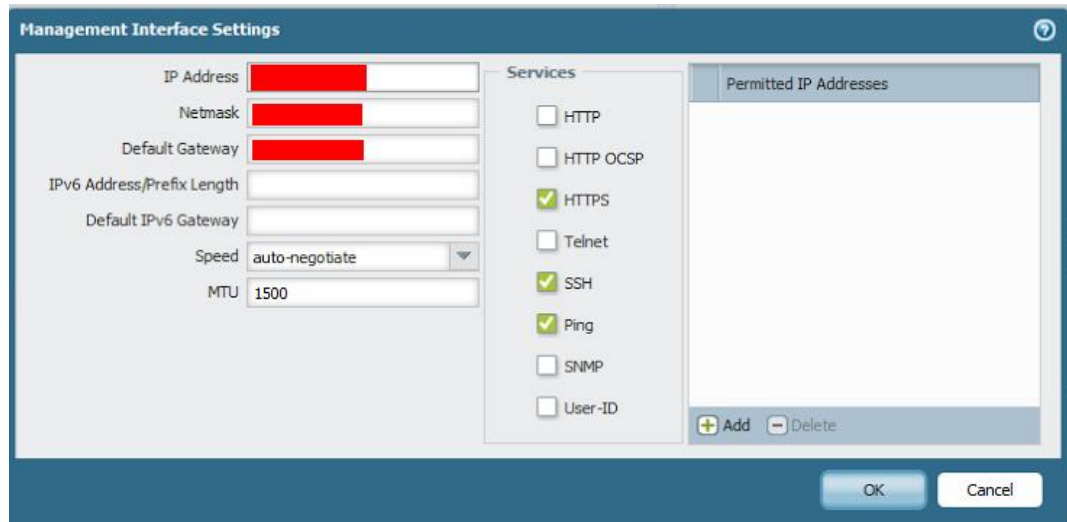 Management Interface Settings
IP Address
Netmask
Default Gateway
IPv6 Address/Prefix Length
Default IPv6 Gateway
Speed auto-negotiate
MTU 1500
Services
HTTP
HTTP OCSP
HTTPS
Telnet
SSH
Ping
SNMP
User-ID
Permitted IP Addresses
Add Delete
OK Cancel